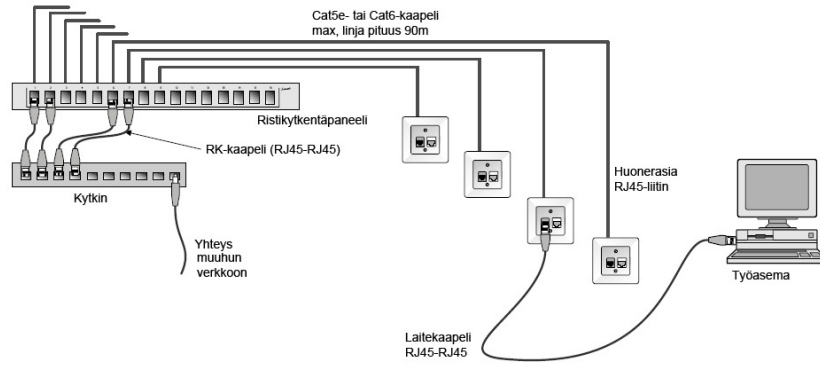 Cat5e- tai Cat6-kaapeli
max, linja pituus 90m
Ristikytkentäpaneeli
RK-kaapeli (RJ45-RJ45)
Kytkin
Yhteys
muuhun
verkkoon
Huonerasia
RJ45-liitin
Työasema
Laitekaapeli
RJ45-RJ45